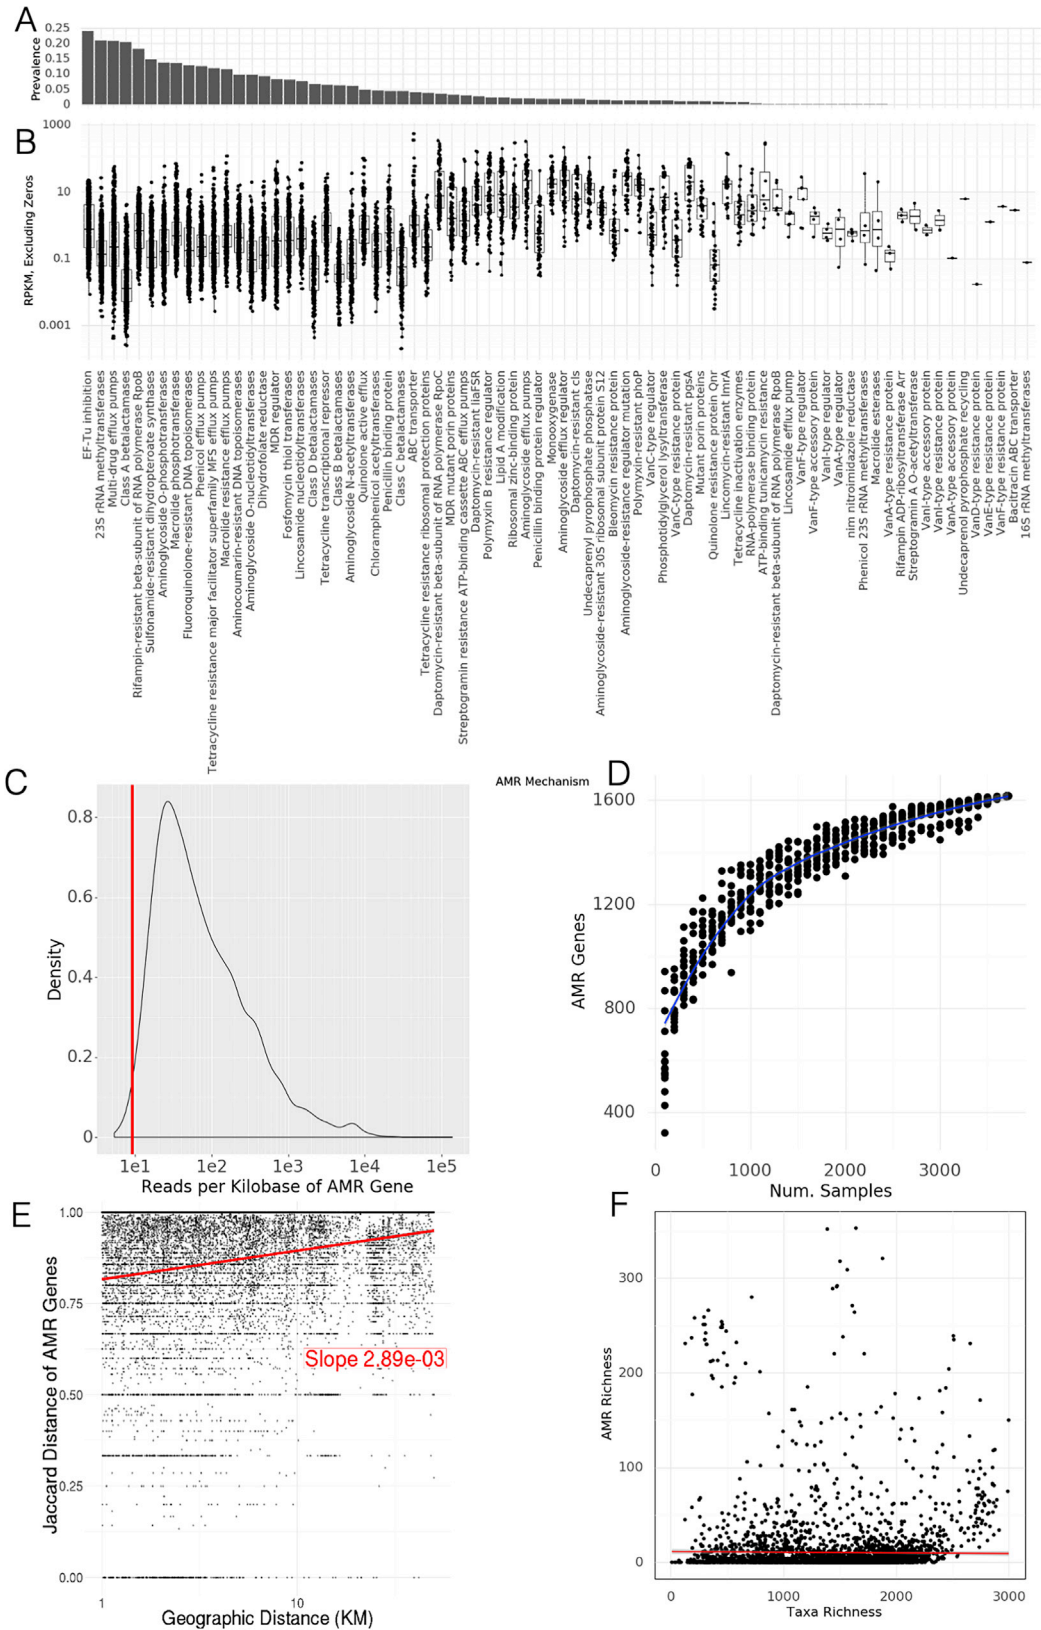 A
0.25
0.20
0.15
0.10
0.05
0
Prevalence
B
1000
10
0.1
0.001
RPKM, Excluding Zeros
EF-Tu inhibition
23S rRNA methyltransferases
Multi-drug efflux pumps
Class A betalactamases
Rifampin-resistant beta-subunit of RNA polymerase RpoB
Sulfonamide-resistant dihydropteroate synthases
Aminoglycoside O-phosphotransferases
Macrolide phosphotransferases
Fluoroquinolone-resistant DNA topoisomerases
Phenicol efflux pumps
Tetracycline resistance major facilitator superfamily MFS efflux pumps
Macrolide resistance efflux pumps
Aminocoumarin-resistant DNA topoisomerases
Aminoglycoside O-nucleotidyltransferases
Dihydrofolate reductase
MDR regulator
Fosfomycin thiol transferases
Lincosamide nucleotidyltransferases
Class D betalactamases
Tetracycline transcriptional repressor
Class B betalactamases
Aminoglycoside N-acetyltransferases
Quinolone active efflux
Chloramphenicol acetyltransferases
Penicillin binding protein
Class C betalactamases
ABC transporter
Tetracycline resistance ribosomal protection proteins
Daptomycin-resistant beta-subunit of RNA polymerase RpoC
MDR mutant porin proteins
Streptogramin resistance ATP-binding cassette ABC efflux pumps
Daptomycin-resistant liaFSR
Polymyxin B resistance regulator
Lipid A modification
Ribosomal zinc-binding protein
Aminoglycoside efflux pumps
Penicillin binding protein regulator
Monooxygenase
Aminoglycoside efflux regulator
Daptomycin-resistant cls
Undecaprenyl pyrophosphate phosphatase
Aminoglycoside-resistant 30S ribosomal subunit protein S12
Bleomycin resistance protein
Aminoglycoside-resistance regulator mutation
Polymyxin-resistant phoP
VanC-type regulator
Phosphotidylglycerol lysyltransferase
VanC-type resistance protein
Daptomycin-resistant pgsA
Mutant porin proteins
Quinolone resistance protein Qnr
Lincomycin-resistant lmrA
Tetracycline inactivation enzymes
RNA-polymerase binding protein
ATP-binding tunicamycin resistance
Daptomycin-resistant beta-subunit of RNA polymerase RpoB
Lincosamide efflux pump
VanF-type regulator
VanF-type accessory protein
VanI-type regulator
VanA-type regulator
nim nitroimidazole reductase
Phenicol 23S rRNA methyltransferases
Macrolide esterases
VanA-type resistance protein
Rifampin ADP-ribosyltransferase Arr
Streptogramin A O-acetyltransferase
VanI-type accessory protein
VanI-type resistance protein
VanA-type accessory protein
Undecaprenol pyrophosphate recycling
VanD-type resistance protein
VanE-type resistance protein
VanF-type resistance protein
Bacitracin ABC transporter
16S rRNA methyltransferases
AMR Mechanism
C
0.8
0.6
0.4
0.2
0
Density
1e1 1e2 1e3 1e4 1e5
Reads per Kilobase of AMR Gene
D
1600
1200
800
400
AMR Genes
0 1000 2000 3000
Num. Samples
E
1.00
0.75
0.50
0.25
0.00
Jaccard Distance of AMR Genes
Slope 2.89e-03
1 10
Geographic Distance (KM)
F
300
200
100
0
AMR Richness
0 1000 2000 3000
Taxa Richness